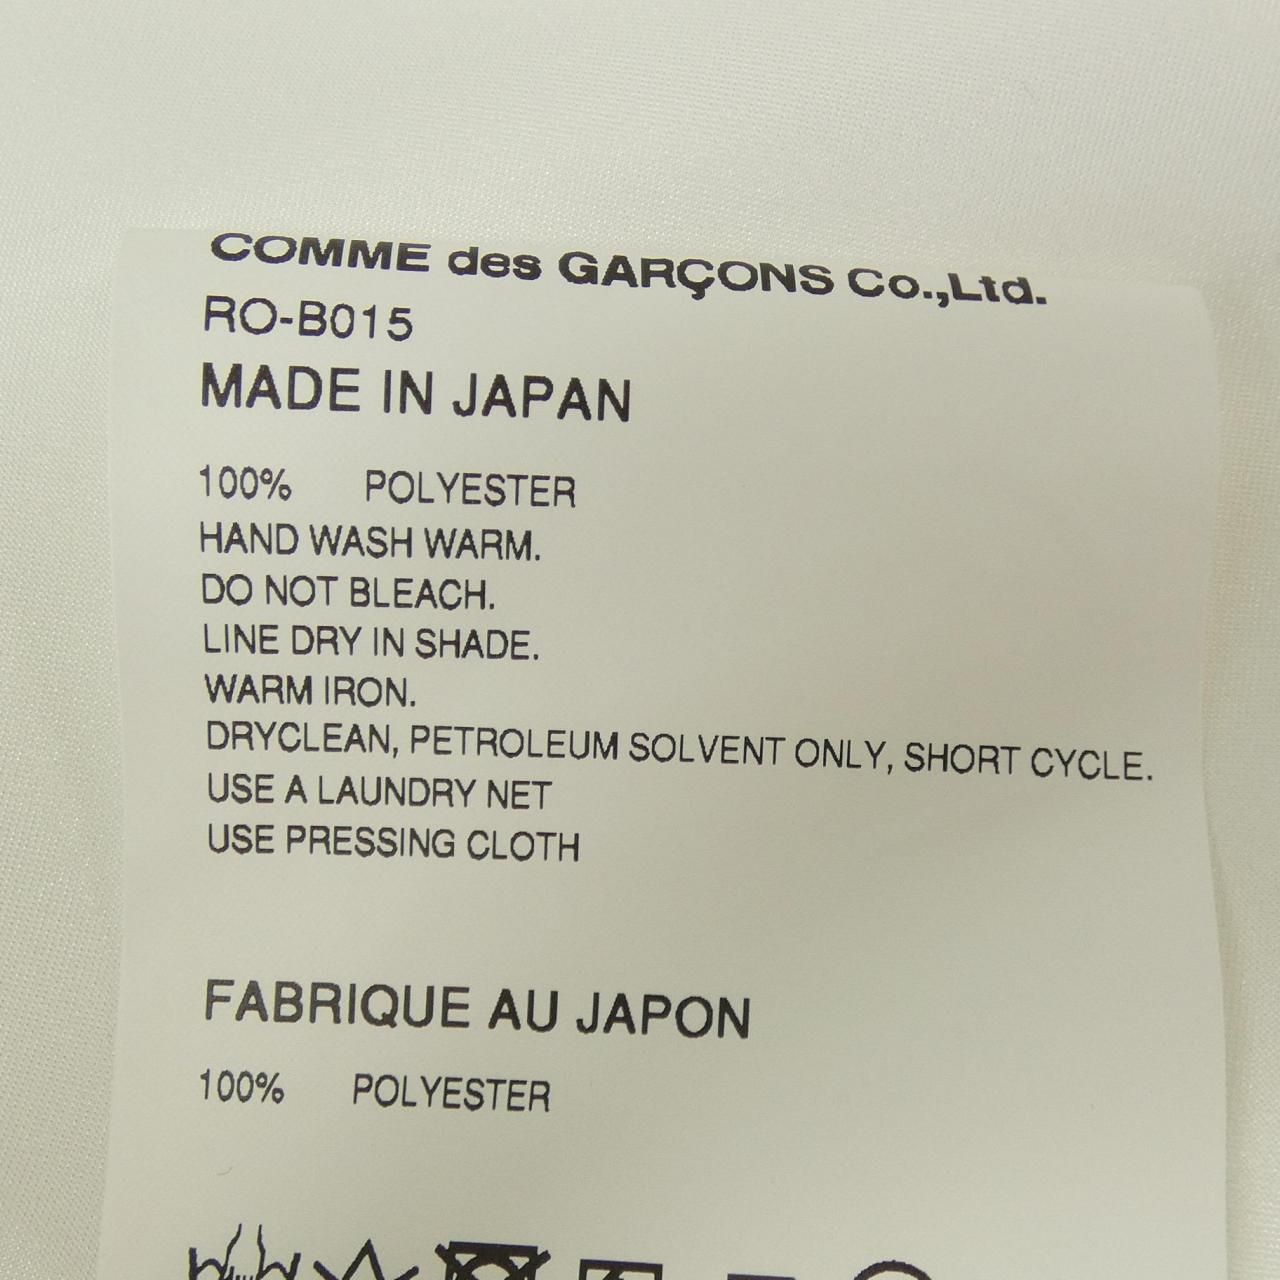 COMME des GARÇONS Co.,Ltd.
RO-B015
MADE IN JAPAN
100% POLYESTER
HAND WASH WARM.
DO NOT BLEACH.
LINE DRY IN SHADE.
WARM IRON.
DRYCLEAN, PETROLEUM SOLVENT ONLY, SHORT CYCLE.
USE A LAUNDRY NET
USE PRESSING CLOTH
FABRIQUE AU JAPON
100% POLYESTER